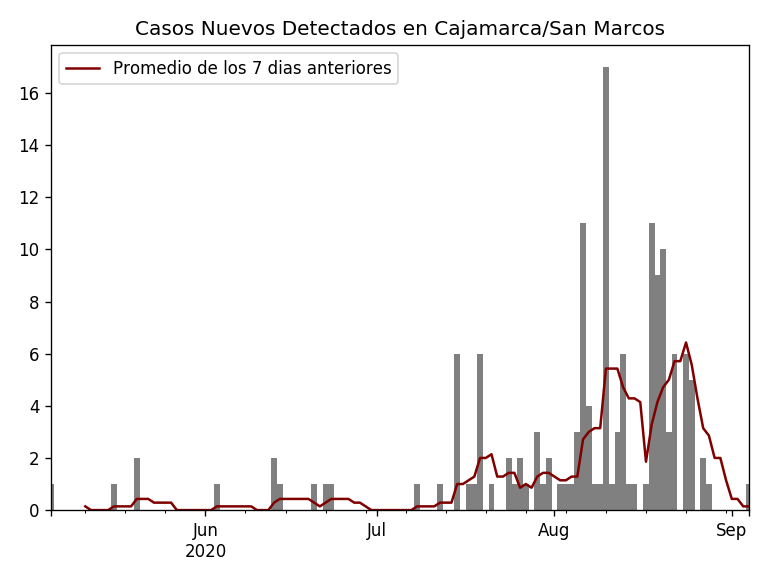 Casos Nuevos Detectados en Cajamarca/San Marcos
Promedio de los 7 dias anteriores
16
14
12
10
8
6
4
2
0
Jun
2020
Jul
Aug
Sep